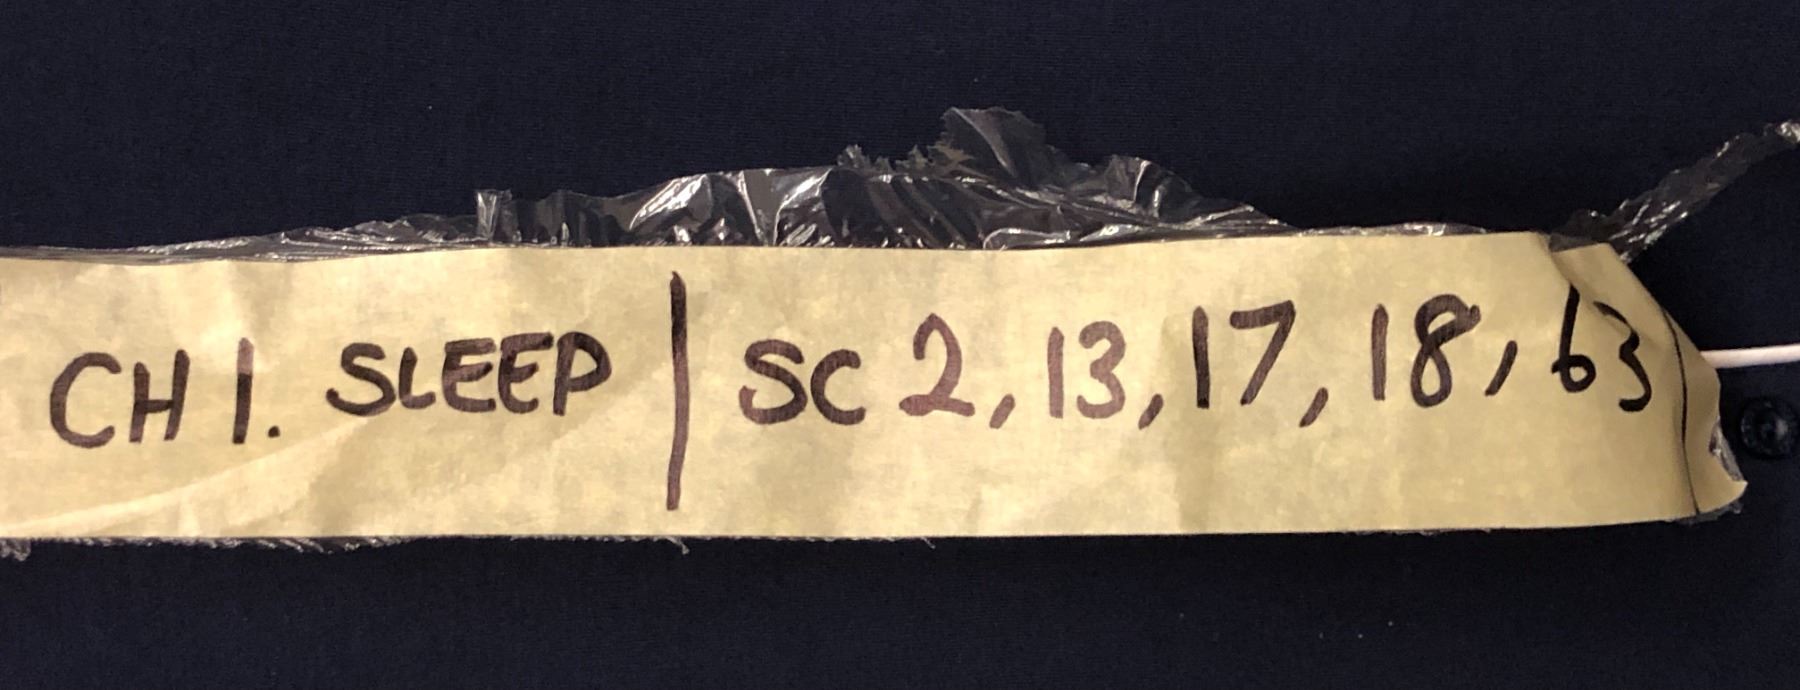 CH 1. SLEEP | SC 2, 13, 17, 18, 63